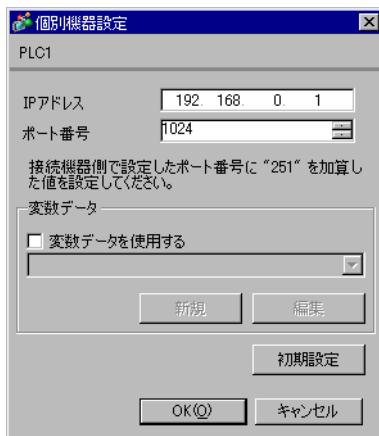 個別機器設定
PLC1
IPアドレス 192. 168. 0. 1
ポート番号 1024
接続機器側で設定したポート番号に "251" を加算し
た値を設定してください。
変数データ
変数データを使用する
新規 編集
初期設定
OK(O) キャンセル